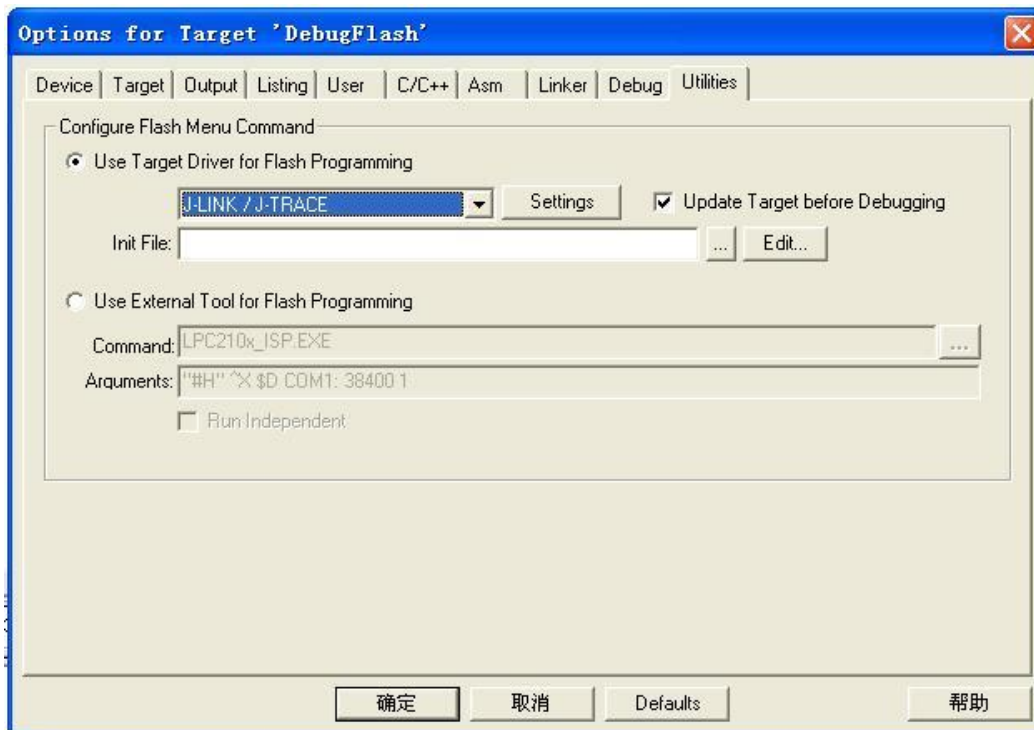 Options for Target 'DebugFlash'
Device Target Output Listing User C/C++ Asm Linker Debug Utilities
Configure Flash Menu Command
Use Target Driver for Flash Programming
J-LINK / J-TRACE Settings Update Target before Debugging
Init File: ... Edit...
Use External Tool for Flash Programming
Command: LPC210x_ISP.EXE ...
Arguments: "#H" ^X $D COM1: 38400 1
Run Independent
确定 取消 Defaults 帮助